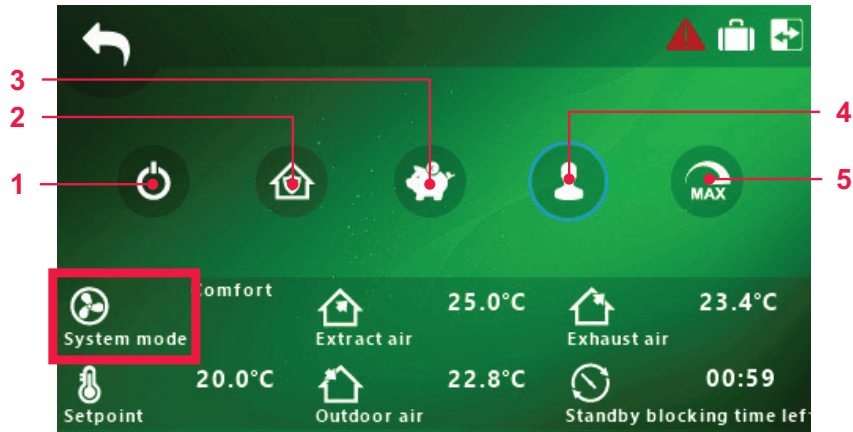 3
2
1
4
5
MAX
Comfort
System mode
25.0°C
Extract air
23.4°C
Exhaust air
20.0°C
Setpoint
22.8°C
Outdoor air
00:59
Standby blocking time lef